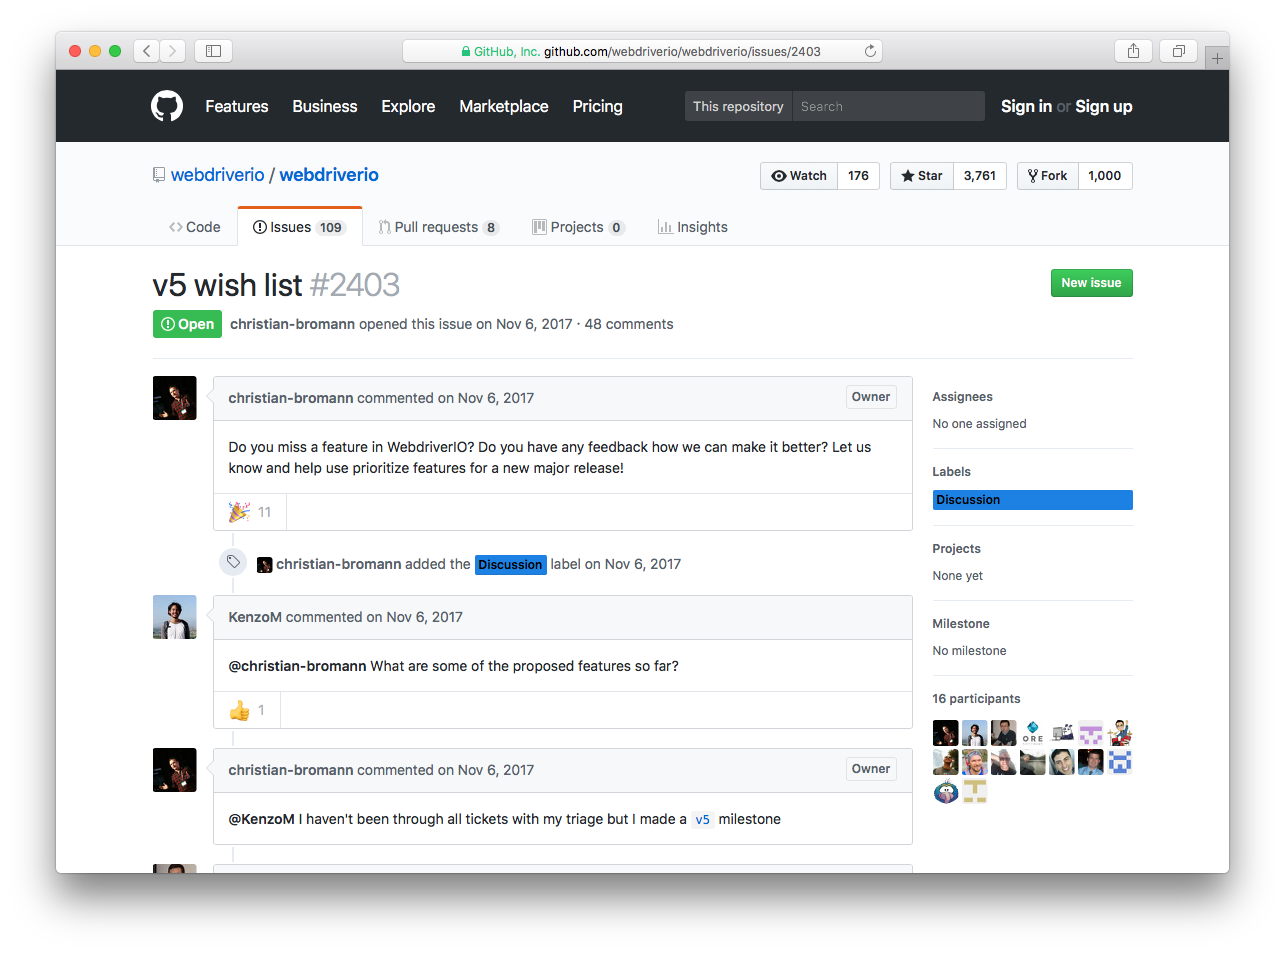 GitHub, Inc. github.com/webdriverio/webdriverio/issues/2403
Features Business Explore Marketplace Pricing This repository Search Sign in or Sign up
webdriverio / webdriverio Watch 176 Star 3,761 Fork 1,000
Code Issues 109 Pull requests 8 Projects 0 Insights
v5 wish list #2403 New issue
Open christian-bromann opened this issue on Nov 6, 2017 · 48 comments
christian-bromann commented on Nov 6, 2017 Owner
Do you miss a feature in WebdriverIO? Do you have any feedback how we can make it better? Let us
know and help use prioritize features for a new major release!
11
christian-bromann added the Discussion label on Nov 6, 2017
KenzoM commented on Nov 6, 2017
@christian-bromann What are some of the proposed features so far?
1
christian-bromann commented on Nov 6, 2017 Owner
@KenzoM I haven't been through all tickets with my triage but I made a v5 milestone
Assignees
No one assigned
Labels
Discussion
Projects
None yet
Milestone
No milestone
16 participants
ORE